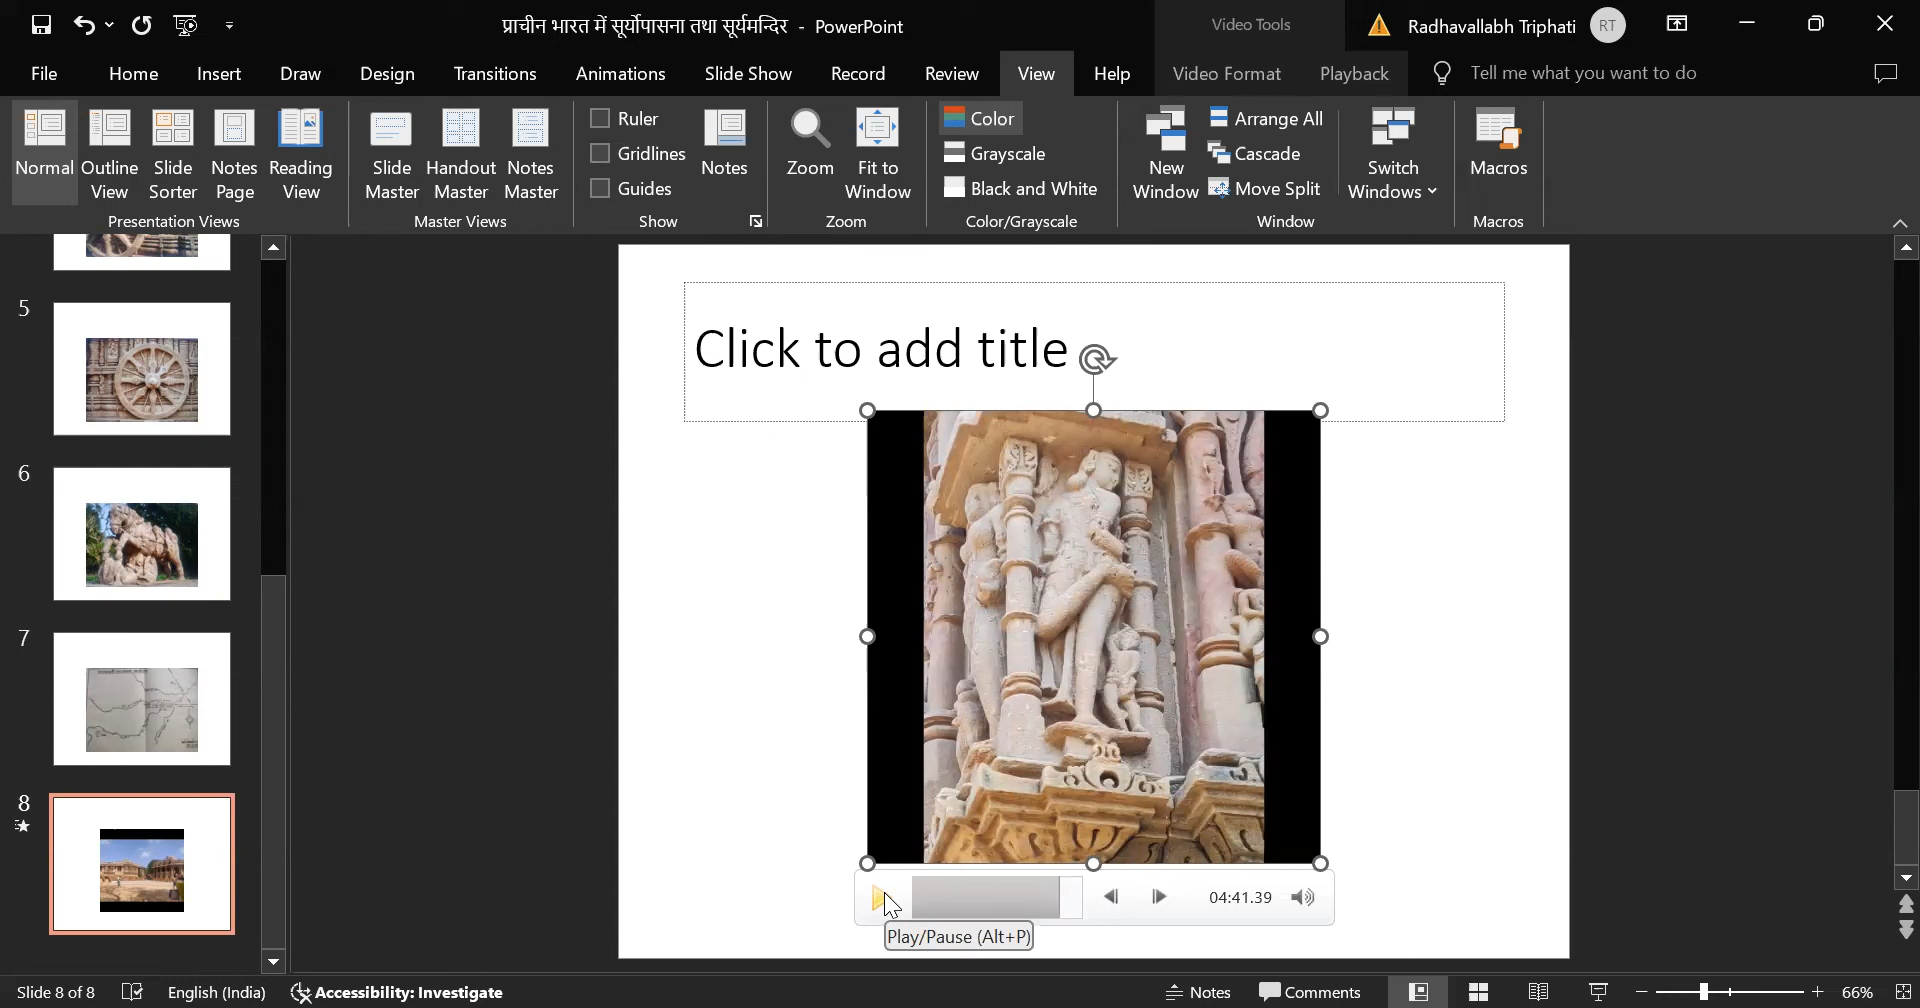 प्राचीन भारत में सूर्योपासना तथा सूर्यमन्दिर - PowerPoint
Video Tools
Radhavallabh Triphati
RT
File Home Insert Draw Design Transitions Animations Slide Show Record Review View Help Video Format Playback Tell me what you want to do
Normal
Outline View
Slide Sorter
Notes Page
Reading View
Presentation Views
Slide Master
Handout Master
Notes Master
Master Views
Ruler
Gridlines
Guides
Notes
Show
Zoom
Fit to Window
Zoom
Color
Grayscale
Black and White
Color/Grayscale
New Window
Arrange All
Cascade
Move Split
Switch Windows
Window
Macros
Macros
5
6
7
8
Click to add title
04:41.39
Play/Pause (Alt+P)
Slide 8 of 8
English (India)
Accessibility: Investigate
Notes
Comments
66%